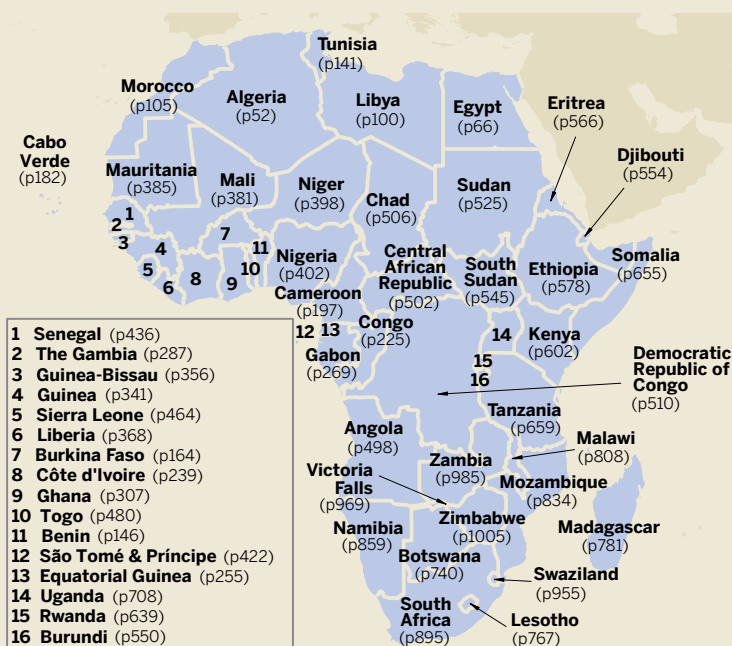 Tunisia
(p141)
Morocco
(p105)
Algeria
(p52)
Libya
(p100)
Egypt
(p66)
Eritrea
(p566)
Cabo
Verde
(p182)
Djibouti
(p554)
Mauritania
(p385)
Mali
(p381)
Niger
(p398)
Chad
(p506)
Sudan
(p525)
1
2
3
4
5
6
7
8
9
10
11
Nigeria
(p402)
Central
African
Republic
(p502)
South
Sudan
(p545)
Ethiopia
(p578)
Somalia
(p655)
Cameroon
(p197)
12
13
Congo
(p225)
Gabon
(p269)
14
Kenya
(p602)
15
16
Democratic
Republic of
Congo
(p510)
Tanzania
(p659)
Angola
(p498)
Zambia
(p985)
Malawi
(p808)
Mozambique
(p834)
Victoria
Falls
(p969)
Zimbabwe
(p1005)
Namibia
(p859)
Botswana
(p740)
Madagascar
(p781)
Swaziland
(p955)
South
Africa
(p895)
Lesotho
(p767)
1 Senegal (p436)
2 The Gambia (p287)
3 Guinea-Bissau (p356)
4 Guinea (p341)
5 Sierra Leone (p464)
6 Liberia (p368)
7 Burkina Faso (p164)
8 Côte d'Ivoire (p239)
9 Ghana (p307)
10 Togo (p480)
11 Benin (p146)
12 São Tomé & Príncipe (p422)
13 Equatorial Guinea (p255)
14 Uganda (p708)
15 Rwanda (p639)
16 Burundi (p550)